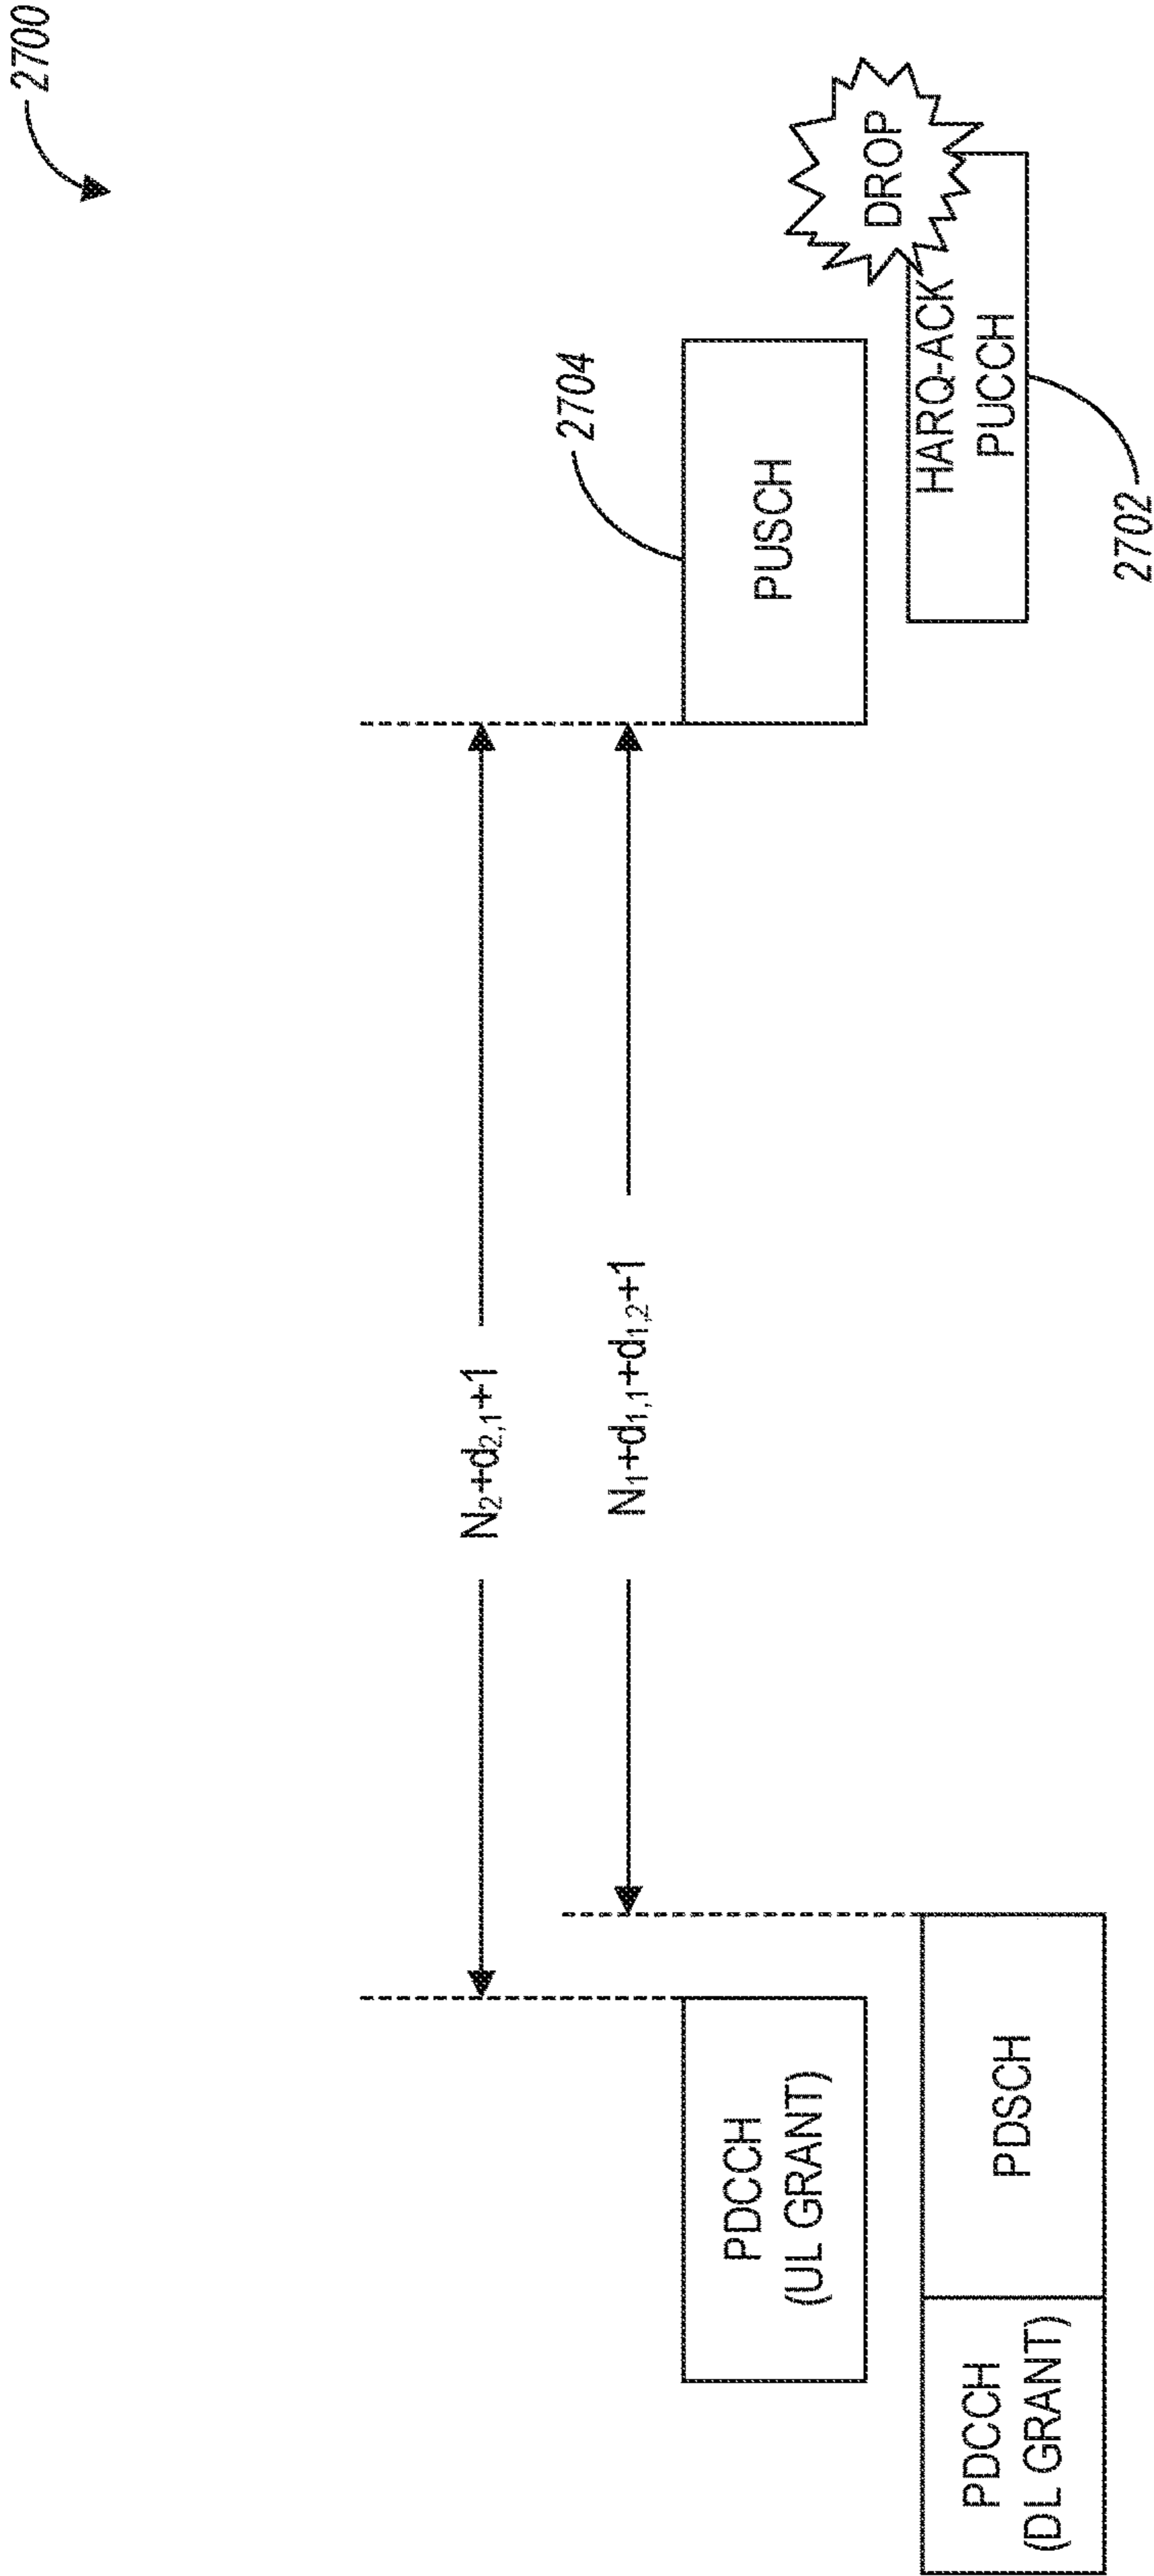 2700
N₂+d₂,₁+1
N₁+d₁,₁+d₁,₂+1
2704
PDCCH
(UL GRANT)
PUSCH
DROP
PDCCH
(DL GRANT)
PDSCH
HARQ-ACK
PUCCH
2702